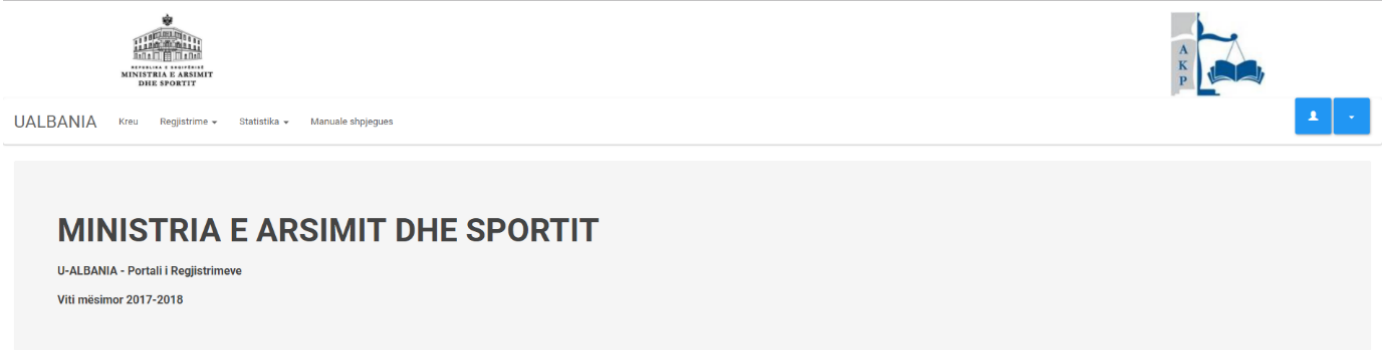 REPUBLIKA E SHQIPËRISË
MINISTRIA E ARSIMIT
DHE SPORTIT
A
K
P
UALBANIA Kreu Regjistrime Statistika Manuale shpjegues
MINISTRIA E ARSIMIT DHE SPORTIT
U-ALBANIA - Portali i Regjistrimeve
Viti mësimor 2017-2018